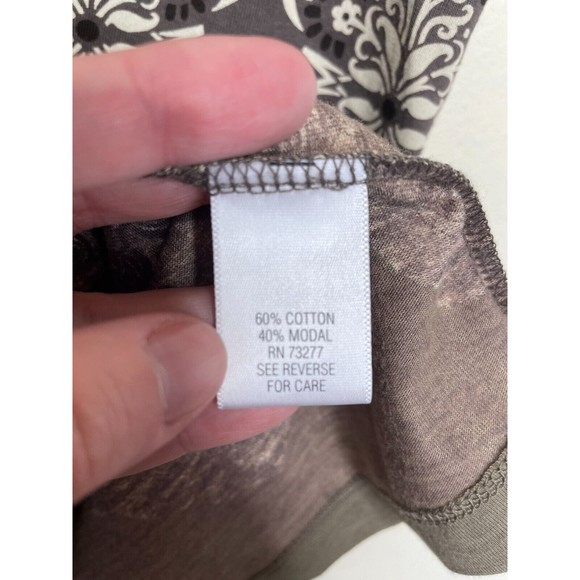 60% COTTON
40% MODAL
RN 73277
SEE REVERSE
FOR CARE